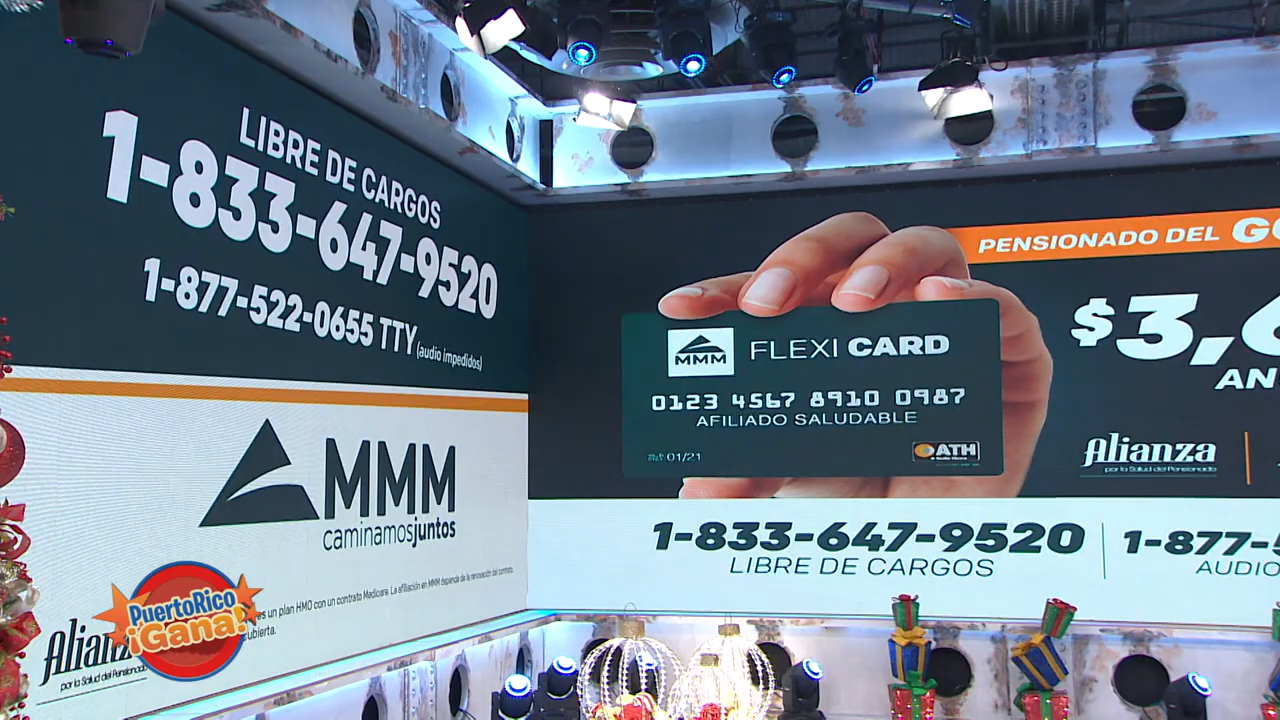 LIBRE DE CARGOS
1-833-647-9520
1-877-522-0655 TTY (audio impedidos)
MMM
caminamosjuntos
es un plan HMO con un contrato Medicare. La afiliación en MMM depende de la renovación del contrato.
Alianza
por la Salud del Pensionado
PuertoRico
¡Gana!
PENSIONADO DEL
MMM
FLEXI CARD
0123 4567 8910 0987
AFILIADO SALUDABLE
01/21
ATH
$3,6
AN
Alianza
por la Salud del Pensionado
1-833-647-9520
LIBRE DE CARGOS
1-877-5
AUDIO